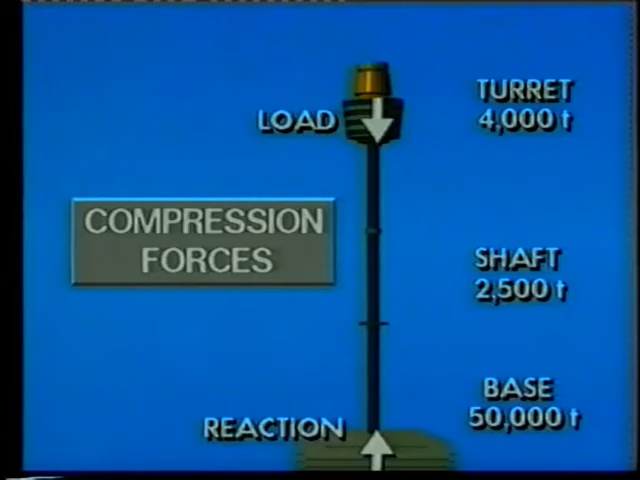 TURRET
4,000 t
LOAD
COMPRESSION
FORCES
SHAFT
2,500 t
BASE
50,000 t
REACTION